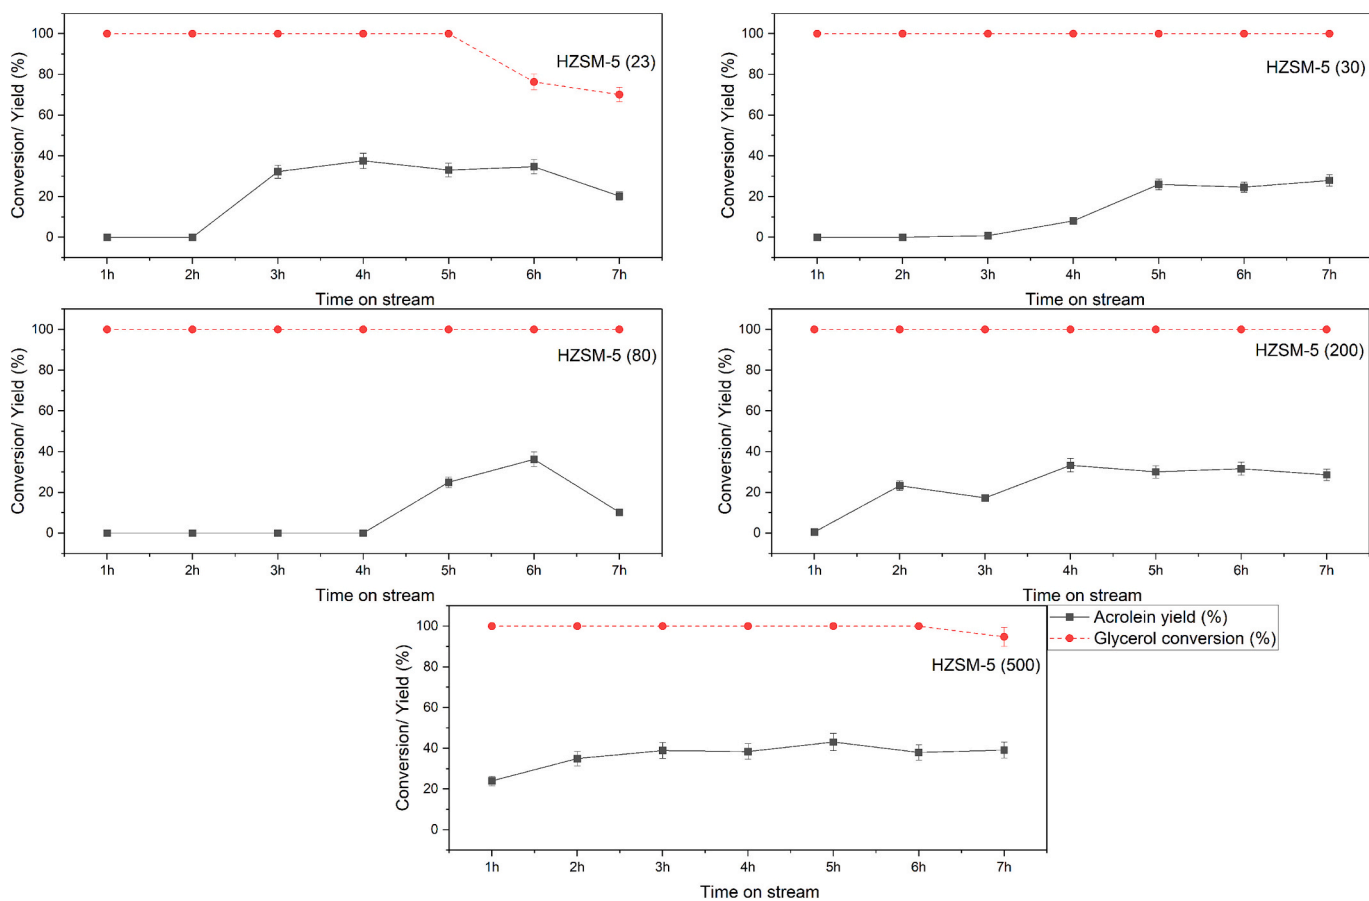 Conversion/ Yield (%)
100
80
60
40
20
0
HZSM-5 (23)
1h 2h 3h 4h 5h 6h 7h
Time on stream
Conversion/ Yield (%)
100
80
60
40
20
0
HZSM-5 (30)
1h 2h 3h 4h 5h 6h 7h
Time on stream
Conversion/ Yield (%)
100
80
60
40
20
0
HZSM-5 (80)
1h 2h 3h 4h 5h 6h 7h
Time on stream
Conversion/ Yield (%)
100
80
60
40
20
0
HZSM-5 (200)
1h 2h 3h 4h 5h 6h 7h
Time on stream
Conversion/ Yield (%)
100
80
60
40
20
0
HZSM-5 (500)
1h 2h 3h 4h 5h 6h 7h
Time on stream
Acrolein yield (%)
Glycerol conversion (%)